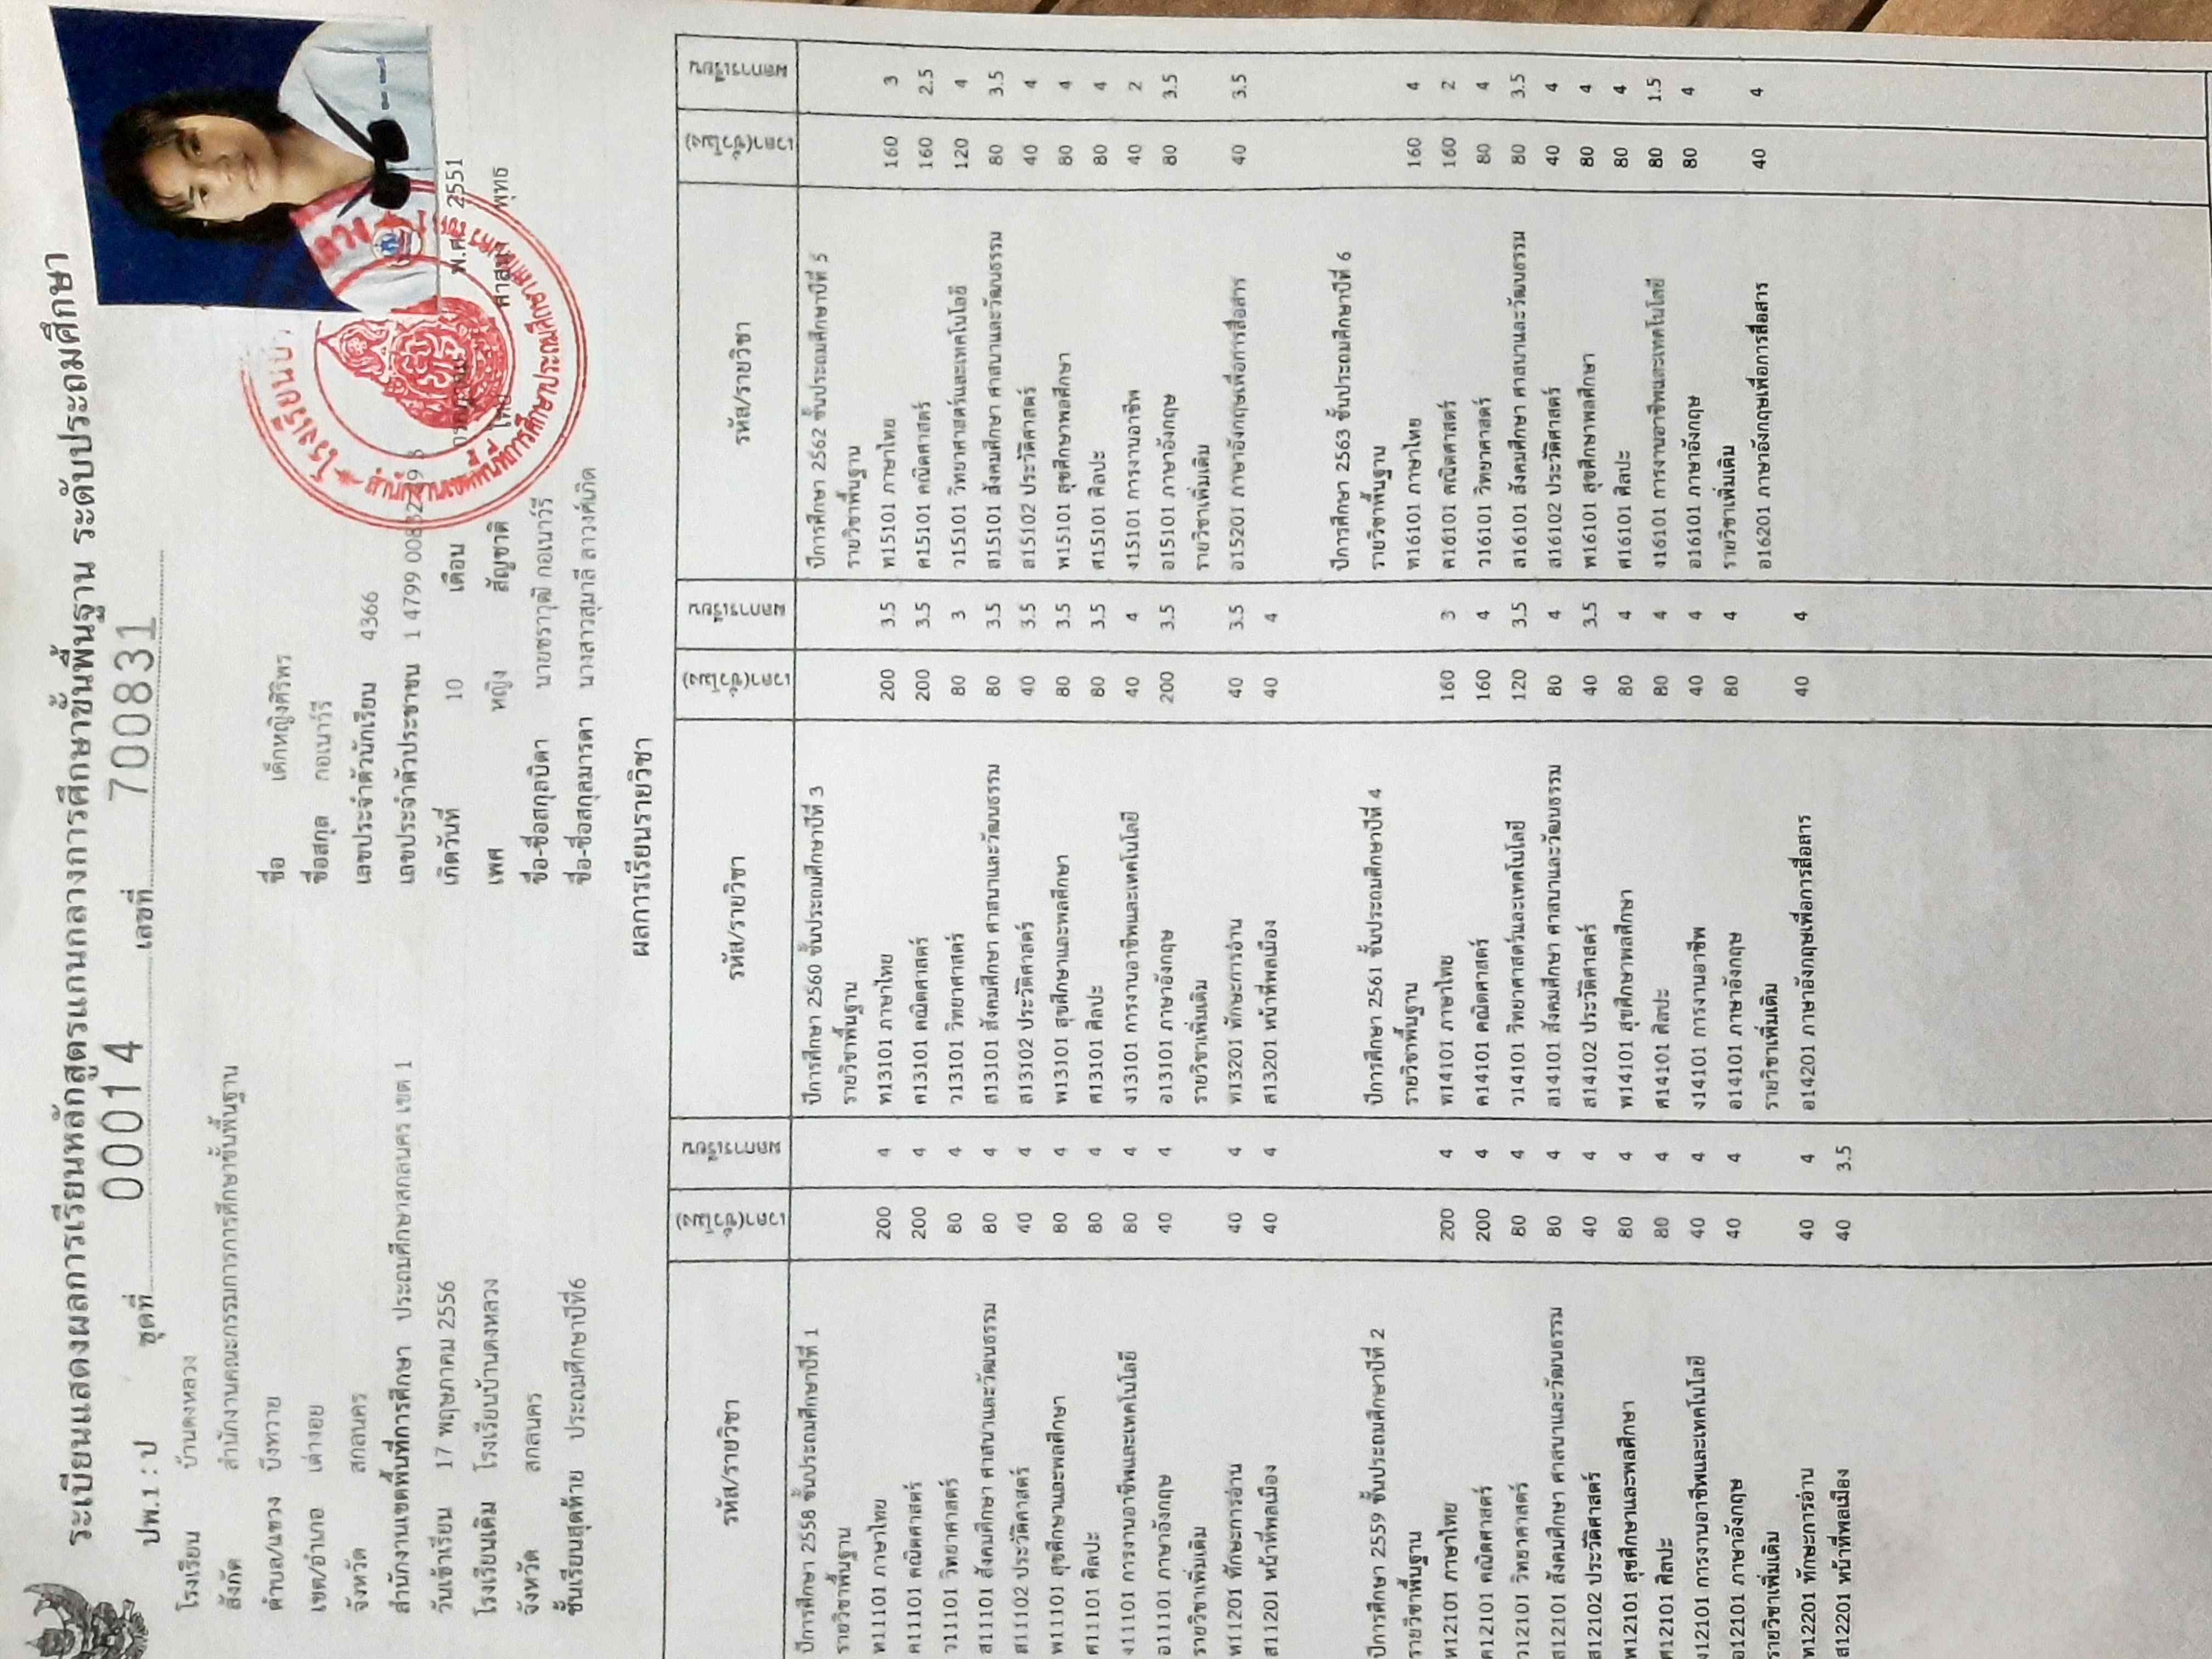 ระเบียนแสดงผลการเรียนหลักสูตรแกนกลางการศึกษาขั้นพื้นฐาน ระดับประถมศึกษา
ปพ.1 : ป ชุดที่ 00014 เลขที่ 700831
โรงเรียน บ้านดงหลวง
สังกัด สำนักงานคณะกรรมการการศึกษาขั้นพื้นฐาน
ตำบล/แขวง บึงทวาย
เขต/อำเภอ เต่างอย
จังหวัด สกลนคร
สำนักงานเขตพื้นที่การศึกษา ประถมศึกษาสกลนคร เขต 1
วันเข้าเรียน 17 พฤษภาคม 2556
โรงเรียนเดิม โรงเรียนบ้านดงหลวง
จังหวัด สกลนคร
ชั้นเรียนสุดท้าย ประถมศึกษาปีที่6
ชื่อ เด็กหญิงศิริพร
ชื่อสกุล กอเนาว์รี
เลขประจำตัวนักเรียน 4366
เลขประจำตัวประชาชน 1 4799
เกิดวันที่ 10 เดือน พ.ศ. 2551
เพศ หญิง สัญชาติ ไทย ศาสนา พุทธ
ชื่อ-ชื่อสกุลบิดา นายชราวุฒิ กอเนาว์รี
ชื่อ-ชื่อสกุลมารดา นางสาวสุมาลี ลาวงศ์เกิด
สำนักงานเขตพื้นที่การศึกษาประถมศึกษา
ผลการเรียนรายวิชา
รหัส/รายวิชา เวลา(ชั่วโมง) ผลการเรียน
ปีการศึกษา 2558 ชั้นประถมศึกษาปีที่ 1
รายวิชาพื้นฐาน
ท11101 ภาษาไทย 200 4
ค11101 คณิตศาสตร์ 200 4
ว11101 วิทยาศาสตร์ 80 4
ส11101 สังคมศึกษา ศาสนาและวัฒนธรรม 80 4
ส11102 ประวัติศาสตร์ 40 4
พ11101 สุขศึกษาและพลศึกษา 80 4
ศ11101 ศิลปะ 80 4
ง11101 การงานอาชีพและเทคโนโลยี 80 4
อ11101 ภาษาอังกฤษ 40 4
รายวิชาเพิ่มเติม
ท11201 ทักษะการอ่าน 40 4
ส11201 หน้าที่พลเมือง 40 4
ปีการศึกษา 2559 ชั้นประถมศึกษาปีที่ 2
รายวิชาพื้นฐาน
ท12101 ภาษาไทย 200 4
ค12101 คณิตศาสตร์ 200 4
ว12101 วิทยาศาสตร์ 80 4
ส12101 สังคมศึกษา ศาสนาและวัฒนธรรม 80 4
ส12102 ประวัติศาสตร์ 40 4
พ12101 สุขศึกษาและพลศึกษา 80 4
ศ12101 ศิลปะ 80 4
ง12101 การงานอาชีพและเทคโนโลยี 40 4
อ12101 ภาษาอังกฤษ 40 4
รายวิชาเพิ่มเติม
ท12201 ทักษะการอ่าน 40 4
ส12201 หน้าที่พลเมือง 40 3.5
รหัส/รายวิชา เวลา(ชั่วโมง) ผลการเรียน
ปีการศึกษา 2560 ชั้นประถมศึกษาปีที่ 3
รายวิชาพื้นฐาน
ท13101 ภาษาไทย 200 3.5
ค13101 คณิตศาสตร์ 200 3.5
ว13101 วิทยาศาสตร์ 80 3
ส13101 สังคมศึกษา ศาสนาและวัฒนธรรม 80 3.5
ส13102 ประวัติศาสตร์ 40 3.5
พ13101 สุขศึกษาและพลศึกษา 80 3.5
ศ13101 ศิลปะ 80 3.5
ง13101 การงานอาชีพและเทคโนโลยี 40 4
อ13101 ภาษาอังกฤษ 200 3.5
รายวิชาเพิ่มเติม
ท13201 ทักษะการอ่าน 40 3.5
ส13201 หน้าที่พลเมือง 40 4
ปีการศึกษา 2561 ชั้นประถมศึกษาปีที่ 4
รายวิชาพื้นฐาน
ท14101 ภาษาไทย 160 3
ค14101 คณิตศาสตร์ 160 4
ว14101 วิทยาศาสตร์และเทคโนโลยี 120 3.5
ส14101 สังคมศึกษา ศาสนาและวัฒนธรรม 80 4
ส14102 ประวัติศาสตร์ 40 3.5
พ14101 สุขศึกษาพลศึกษา 80 4
ศ14101 ศิลปะ 80 4
ง14101 การงานอาชีพ 40 4
อ14101 ภาษาอังกฤษ 80 4
รายวิชาเพิ่มเติม
อ14201 ภาษาอังกฤษเพื่อการสื่อสาร 40 4
รหัส/รายวิชา เวลา(ชั่วโมง) ผลการเรียน
ปีการศึกษา 2562 ชั้นประถมศึกษาปีที่ 5
รายวิชาพื้นฐาน
ท15101 ภาษาไทย 160 3
ค15101 คณิตศาสตร์ 160 2.5
ว15101 วิทยาศาสตร์และเทคโนโลยี 120 4
ส15101 สังคมศึกษา ศาสนาและวัฒนธรรม 80 3.5
ส15102 ประวัติศาสตร์ 40 4
พ15101 สุขศึกษาพลศึกษา 80 4
ศ15101 ศิลปะ 80 4
ง15101 การงานอาชีพ 40 2
อ15101 ภาษาอังกฤษ 80 3.5
รายวิชาเพิ่มเติม
อ15201 ภาษาอังกฤษเพื่อการสื่อสาร 40 3.5
ปีการศึกษา 2563 ชั้นประถมศึกษาปีที่ 6
รายวิชาพื้นฐาน
ท16101 ภาษาไทย 160 4
ค16101 คณิตศาสตร์ 160 2
ว16101 วิทยาศาสตร์ 80 4
ส16101 สังคมศึกษา ศาสนาและวัฒนธรรม 80 3.5
ส16102 ประวัติศาสตร์ 40 4
พ16101 สุขศึกษาพลศึกษา 80 4
ศ16101 ศิลปะ 80 4
ง16101 การงานอาชีพและเทคโนโลยี 80 1.5
อ16101 ภาษาอังกฤษ 80 4
รายวิชาเพิ่มเติม
อ16201 ภาษาอังกฤษเพื่อการสื่อสาร 40 4